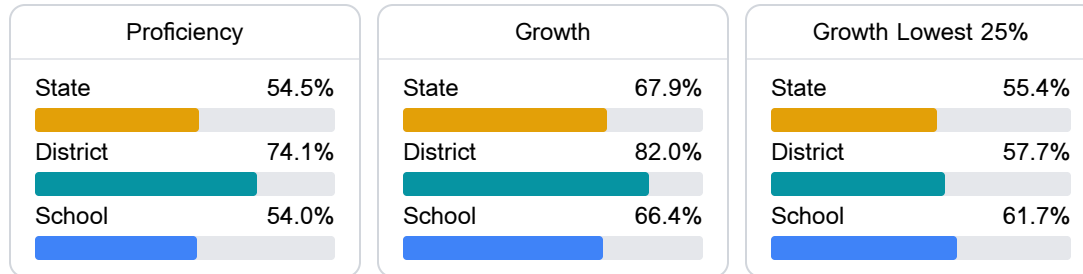 Proficiency
State 54.5%
District 74.1%
School 54.0%
Growth
State 67.9%
District 82.0%
School 66.4%
Growth Lowest 25%
State 55.4%
District 57.7%
School 61.7%